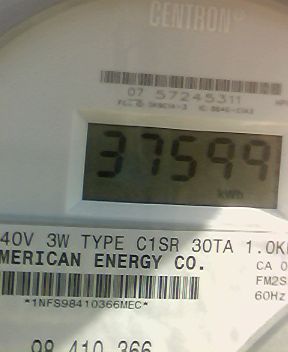 CENTRON®
07 57245311
37599
kWh
40V 3W TYPE C1SR 30TA 1.0K
MERICAN ENERGY CO.
CA 0
FM2S
60Hz
*1NFS98410366MEC*
98 410 366